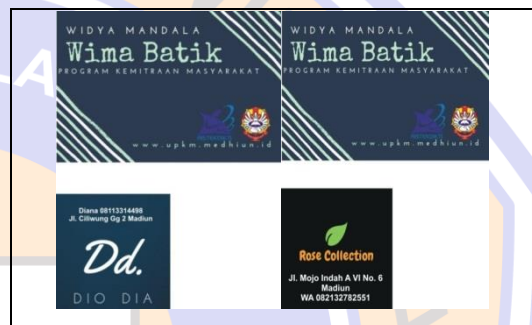 WIDYA MANDALA
Wima Batik
PROGRAM KEMITRAAN MASYARAKAT
www.upkm.medhiun.id
WIDYA MANDALA
Wima Batik
PROGRAM KEMITRAAN MASYARAKAT
www.upkm.medhiun.id
Diana 08113314498
Jl. Ciliwung Gg 2 Madiun
Dd.
DIO DIA
Rose Collection
Jl. Mojo Indah A VI No. 6
Madiun
WA 082132782551